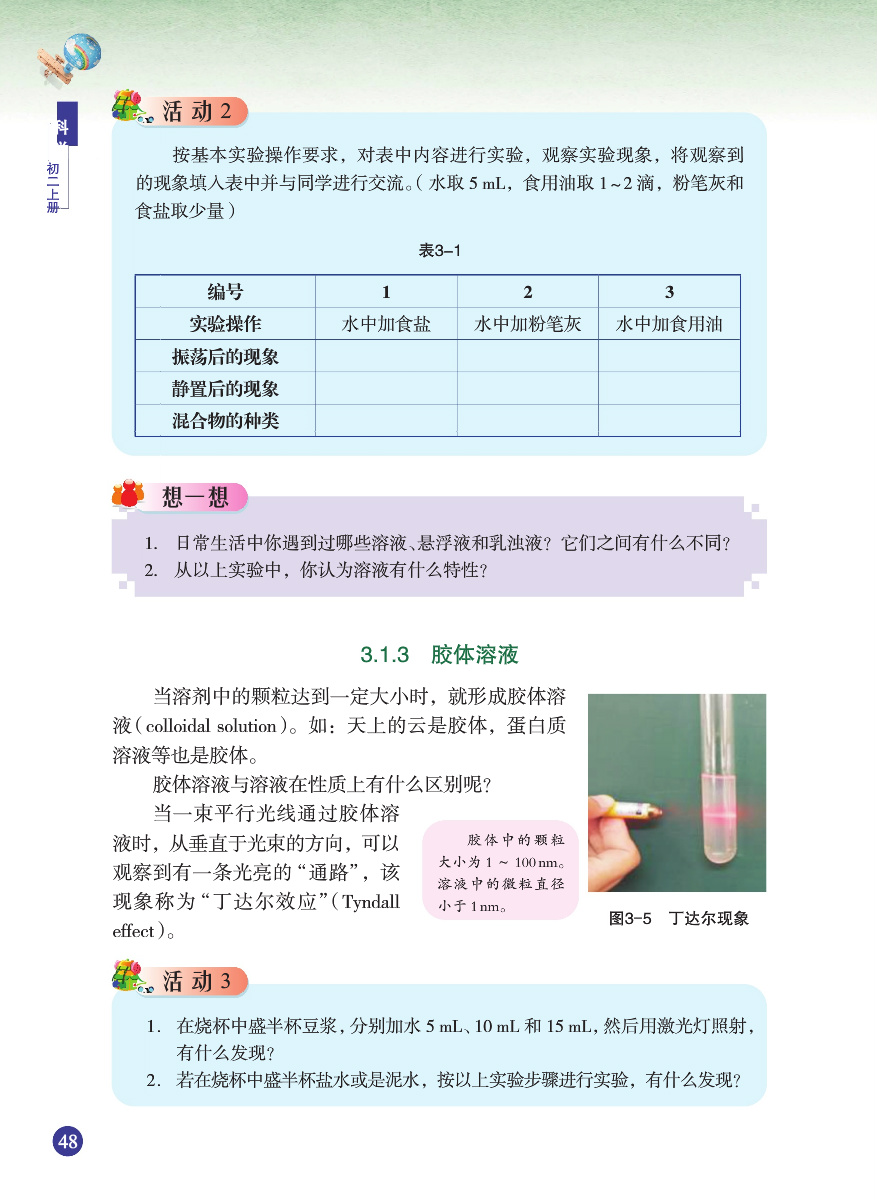 科
初二上册
活动2
按基本实验操作要求，对表中内容进行实验，观察实验现象，将观察到
的现象填入表中并与同学进行交流。（水取 5 mL，食用油取 1~2 滴，粉笔灰和
食盐取少量）
表3-1
编号 1 2 3
实验操作 水中加食盐 水中加粉笔灰 水中加食用油
振荡后的现象
静置后的现象
混合物的种类
想一想
1. 日常生活中你遇到过哪些溶液、悬浮液和乳浊液？它们之间有什么不同？
2. 从以上实验中，你认为溶液有什么特性？
3.1.3 胶体溶液
当溶剂中的颗粒达到一定大小时，就形成胶体溶
液（colloidal solution）。如：天上的云是胶体，蛋白质
溶液等也是胶体。
胶体溶液与溶液在性质上有什么区别呢？
当一束平行光线通过胶体溶
液时，从垂直于光束的方向，可以
观察到有一条光亮的“通路”，该
现象称为“丁达尔效应”（Tyndall
effect）。
胶体中的颗粒
大小为 1 ~ 100 nm。
溶液中的微粒直径
小于 1 nm。
图3-5 丁达尔现象
活动3
1. 在烧杯中盛半杯豆浆，分别加水 5 mL、10 mL 和 15 mL，然后用激光灯照射，
有什么发现？
2. 若在烧杯中盛半杯盐水或是泥水，按以上实验步骤进行实验，有什么发现？
48